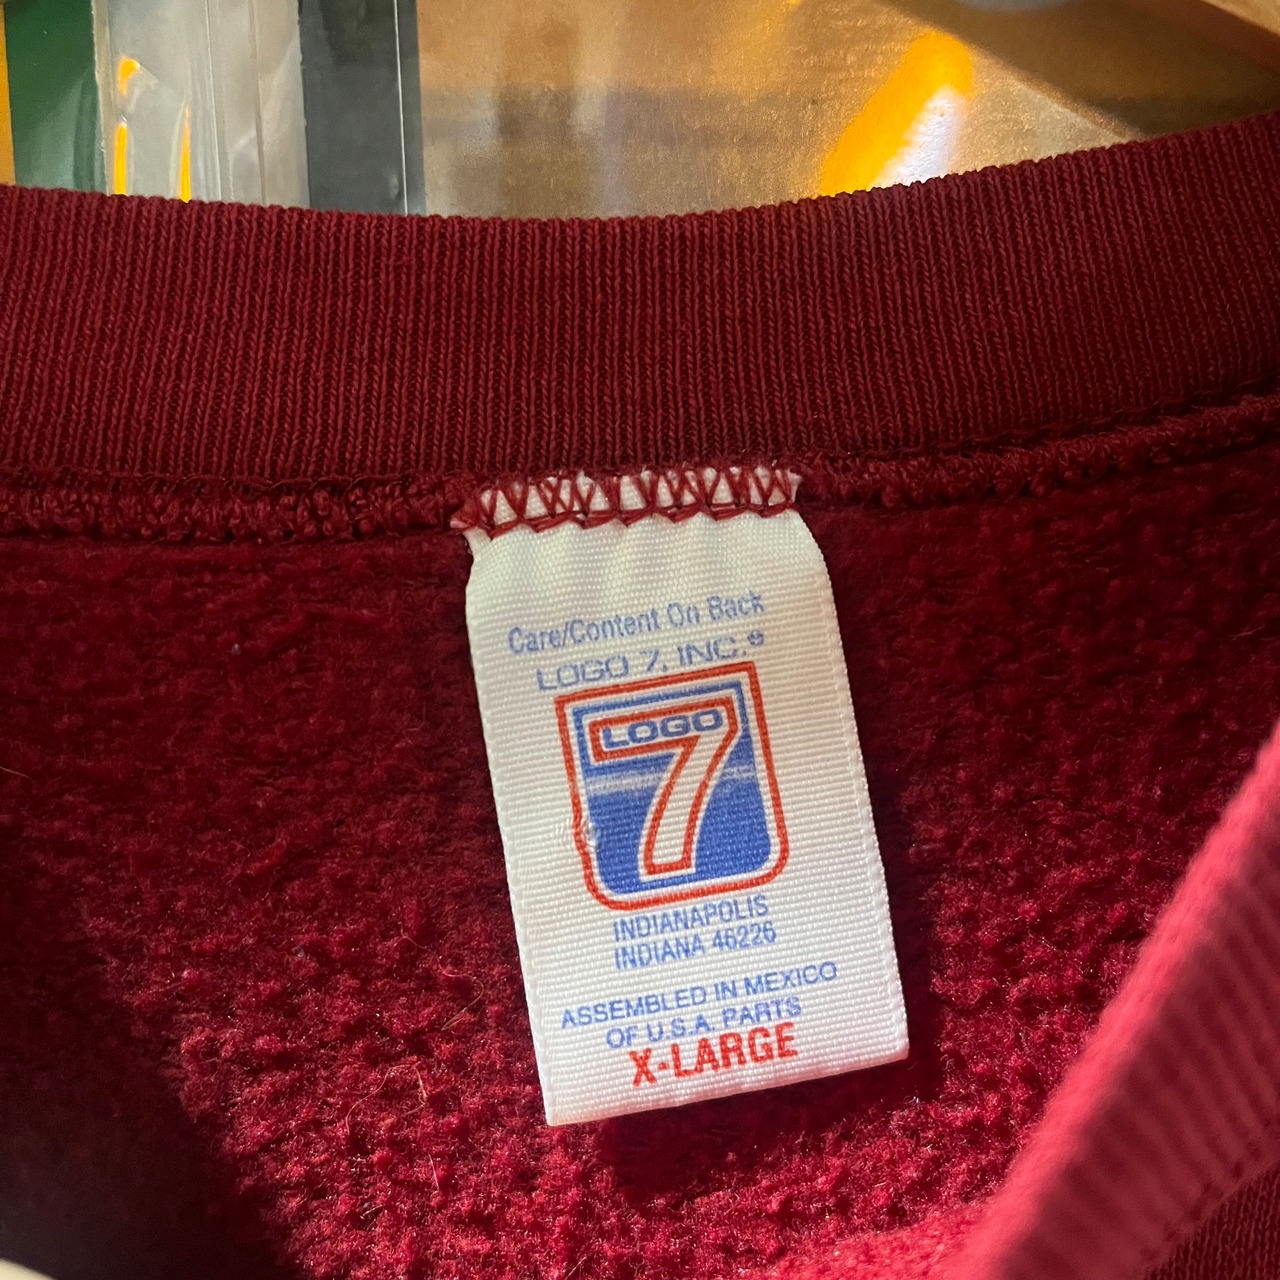 Care/Content On Back
LOGO 7, INC.®
LOGO
7
INDIANAPOLIS
INDIANA 46226
ASSEMBLED IN MEXICO
OF U.S.A. PARTS
X-LARGE